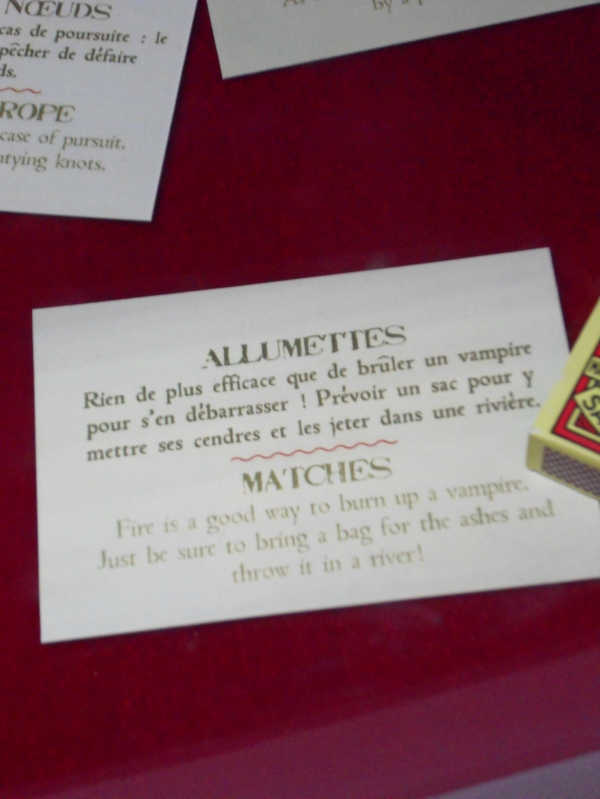 NŒUDS
cas de poursuite : le
pêcher de défaire
ds.
ROPE
case of pursuit.
tying knots.
by a
ALLUMETTES
Rien de plus efficace que de brûler un vampire
pour s'en débarrasser ! Prévoir un sac pour y
mettre ses cendres et les jeter dans une rivière.
MATCHES
Fire is a good way to burn up a vampire.
Just be sure to bring a bag for the ashes and
throw it in a river!